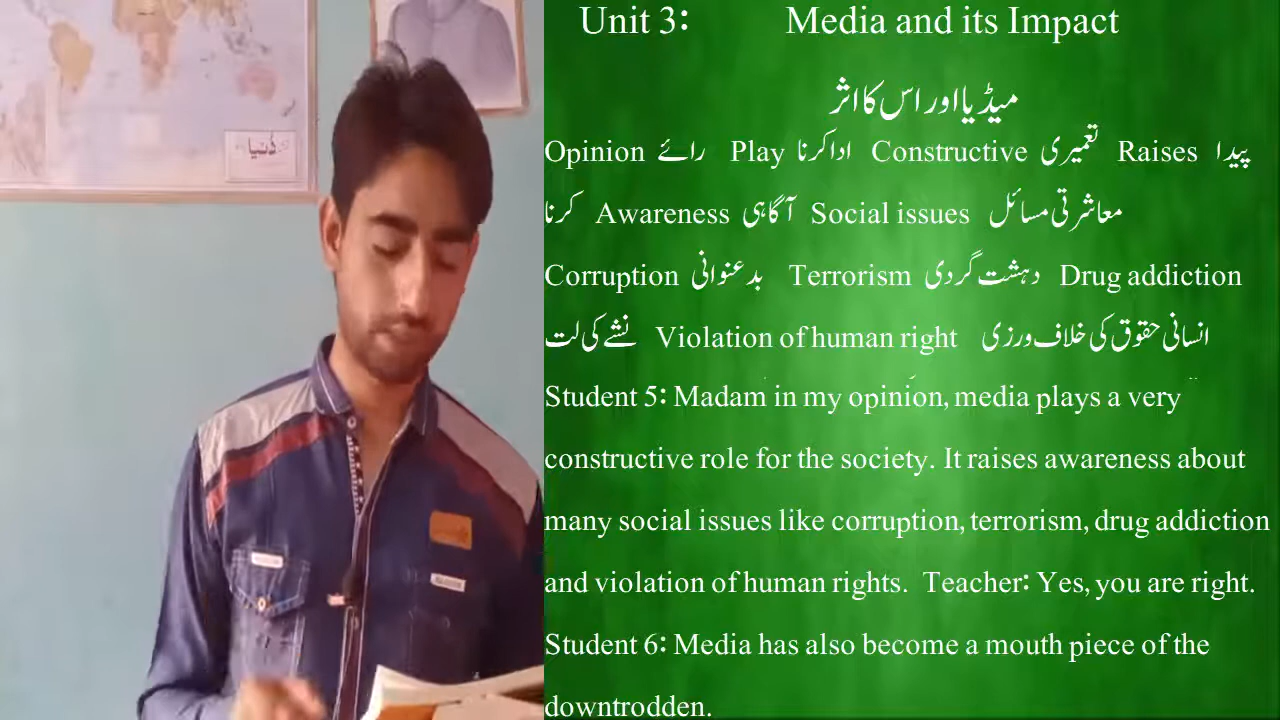 Unit 3: Media and its Impact
میڈیا اور اس کا اثر
Opinion رائے Play ادا کرنا Constructive تعمیری Raises پیدا
کرنا Awareness آگاہی Social issues معاشرتی مسائل
Corruption بدعنوانی Terrorism دہشت گردی Drug addiction
نشے کی لت Violation of human right انسانی حقوق کی خلاف ورزی
Student 5: Madam in my opinion, media plays a very
constructive role for the society. It raises awareness about
many social issues like corruption, terrorism, drug addiction
and violation of human rights. Teacher: Yes, you are right.
Student 6: Media has also become a mouth piece of the
downtrodden.
دُنیا